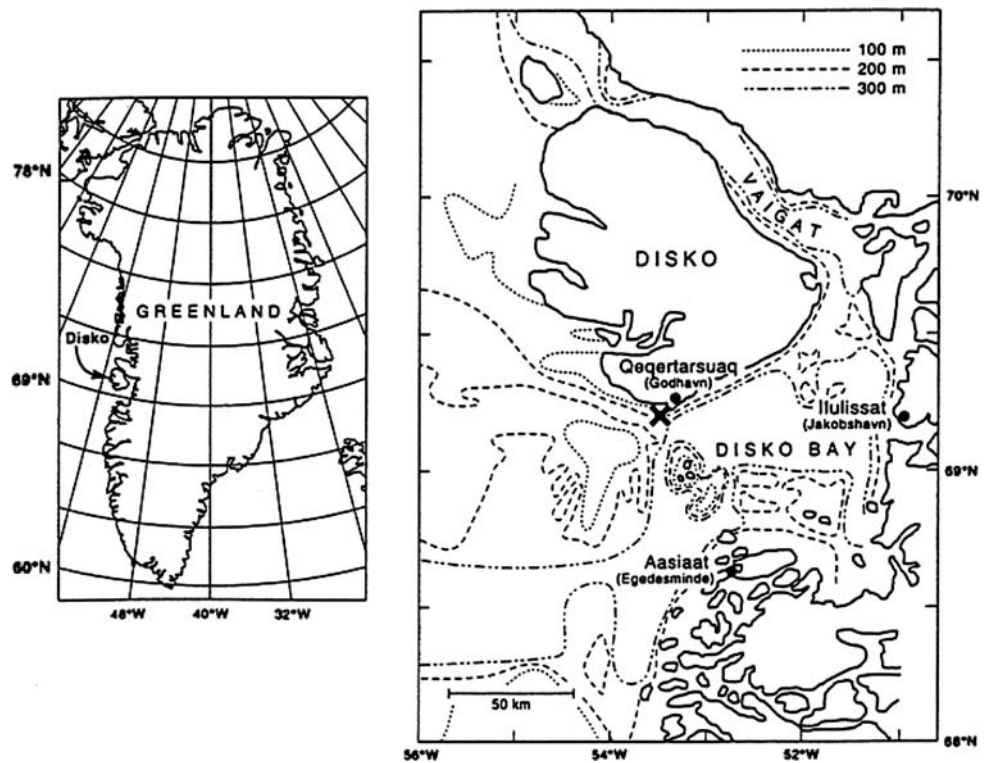 78°N
69°N
60°N
48°W 40°W 32°W
GREENLAND
Disko
100 m
200 m
300 m
VAIGAT
DISKO
Qeqertarsuaq
(Godhavn)
Ilulissat
(Jakobshavn)
DISKO BAY
Aasiaat
(Egedesminde)
50 km
70°N
69°N
68°N
56°W 54°W 52°W